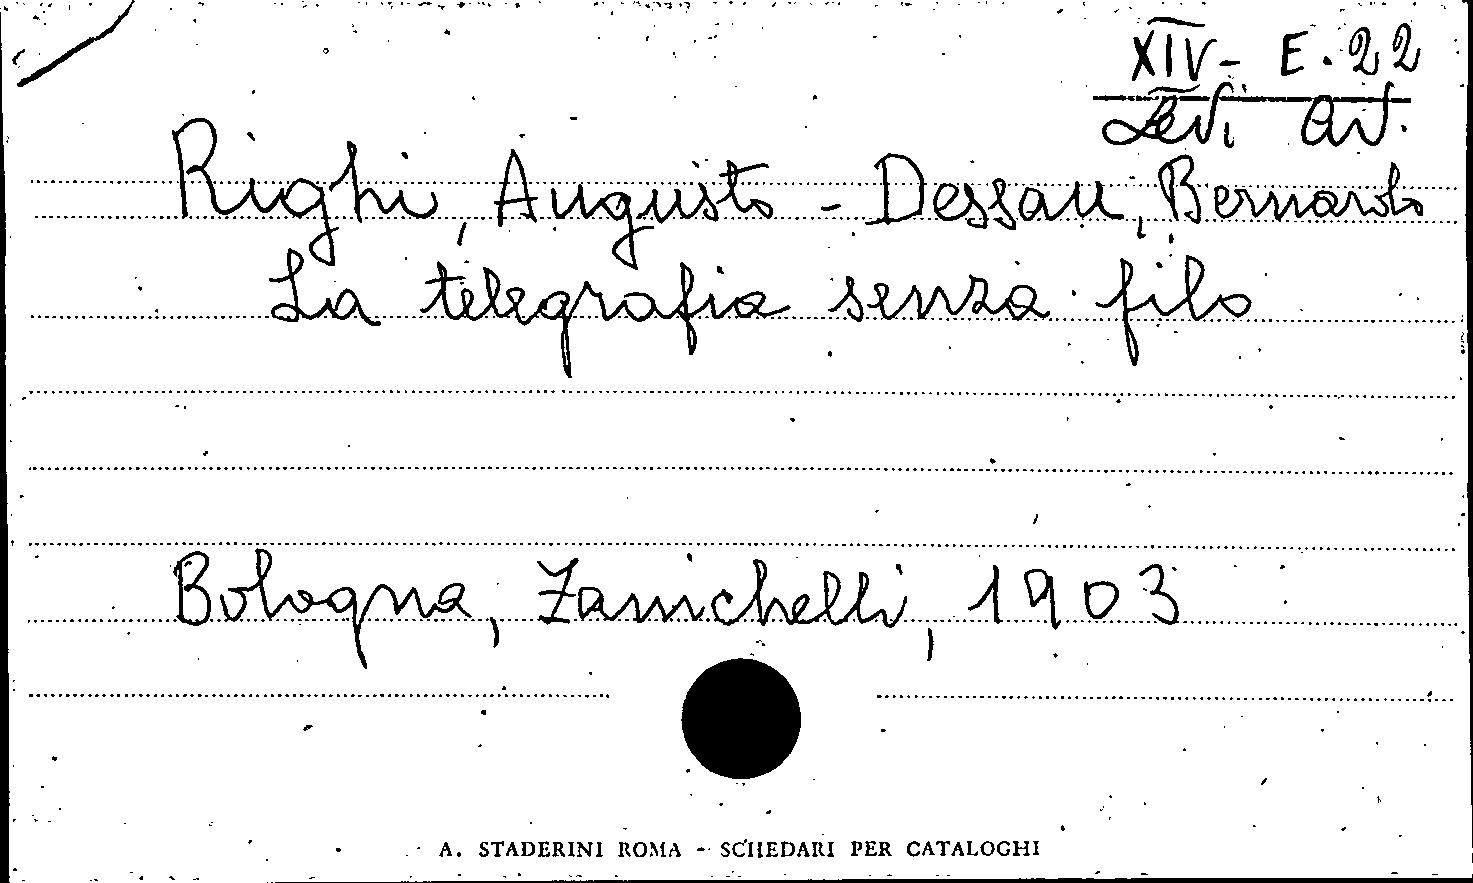 XIV - E. 22
Levi Av.
Righi, Augusto - Dessau, Bernardo
La telegrafia senza filo
Bologna, Zanichelli, 1903
A. STADERINI ROMA - SCHEDARI PER CATALOGHI